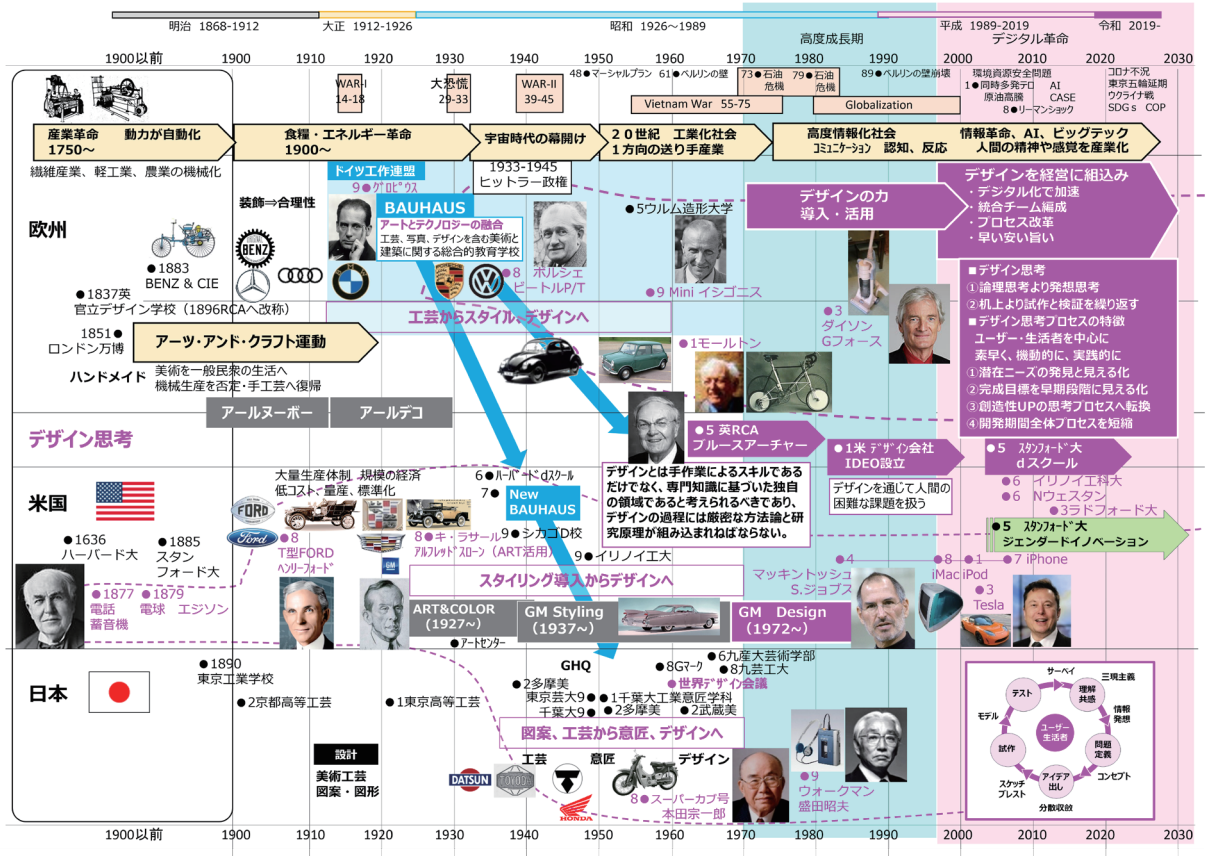 明治 1868-1912
大正 1912-1926
昭和 1926～1989
平成 1989-2019
令和 2019-
高度成長期
デジタル革命
1900以前
1900
1910
1920
1930
1940
1950
1960
1970
1980
1990
2000
2010
2020
2030
WAR-I
14-18
大恐慌
29-33
WAR-II
39-45
48●マーシャルプラン
61●ベルリンの壁
73●石油
危機
79●石油
危機
89●ベルリンの壁崩壊
Vietnam War 55-75
Globalization
環境資源安全問題
1●同時多発テロ AI
原油高騰 CASE
8●リーマンショック
コロナ不況
東京五輪延期
ウクライナ戦
SDGs COP
産業革命 動力が自動化
1750～
食糧・エネルギー革命
1900～
宇宙時代の幕開け
２０世紀 工業化社会
１方向の送り手産業
高度情報化社会
コミュニケーション 認知、反応
情報革命、AI、ビッグテック
人間の精神や感覚を産業化
繊維産業、軽工業、農業の機械化
欧州
ドイツ工作連盟
9●グロピウス
1933-1945
ヒットラー政権
装飾⇒合理性
BAUHAUS
アートとテクノロジーの融合
工芸、写真、デザインを含む美術と
建築に関する総合的教育学校
●5ウルム造形大学
デザインの力
導入・活用
デザインを経営に組込み
・デジタル化で加速
・統合チーム編成
・プロセス改革
・早い安い旨い
BENZ
●1883
BENZ & CIE
●8 ポルシェ
ビートルP/T
●9 Mini イシゴニス
●1837英
官立デザイン学校（1896RCAへ改称）
1851●
ロンドン万博
アーツ・アンド・クラフト運動
工芸からスタイル、デザインへ
●3
ダイソン
Gフォース
■デザイン思考
①論理思考より発想思考
②机上より試作と検証を繰り返す
■デザイン思考プロセスの特徴
ユーザー・生活者を中心に
素早く、機動的に、実践的に
①潜在ニーズの発見と見える化
②完成目標を早期段階に見える化
③創造性UPの思考プロセスへ転換
④開発期間全体プロセスを短縮
●1モールトン
ハンドメイド
美術を一般民衆の生活へ
機械生産を否定・手工芸へ復帰
アールヌーボー
アールデコ
デザイン思考
●5 英RCA
ブルースアーチャー
●1米 デザイン会社
IDEO設立
●5 スタンフォード大
dスクール
デザインとは手作業によるスキルである
だけでなく、専門知識に基づいた独自
の領域であると考えられるべきであり、
デザインの過程には厳密な方法論と研
究原理が組み込まれねばならない。
デザインを通じて人間の
困難な課題を扱う
●6 イリノイ工科大
●6 Nウェスタン
●3ラドフォード大
●5 スタンフォード大
ジェンダードイノベーション
米国
大量生産体制 規模の経済
低コスト、量産、標準化
6●ハーバードdスクール
7●
New
BAUHAUS
FORD
Ford
GM
●1636
ハーバード大
●1885
スタン
フォード大
●8
T型FORD
ヘンリーフォード
8●キ・ラサール
アルフレッドスローン（ART活用）
9●シカゴD校
9●イリノイ工大
●1877
電話
蓄音機
●1879
電球 エジソン
スタイリング導入からデザインへ
●4
マッキントッシュ
S.ジョブズ
●8
iMac
●1
iPod
●7 iPhone
●3
Tesla
ART&COLOR
(1927～)
GM Styling
(1937～)
GM Design
(1972～)
●アートセンター
日本
●1890
東京工業学校
●2京都高等工芸
●1東京高等工芸
GHQ
●8Gマーク
●6九産大芸術学部
●8九芸工大
●世界デザイン会議
●2多摩美
東京芸大9●
千葉大9●
●1千葉大工業意匠学科
●2多摩美
●2武蔵美
図案、工芸から意匠、デザインへ
設計
美術工芸
図案・図形
工芸
意匠
デザイン
DATSUN
TOYODA
HONDA
8●スーパーカブ号
本田宗一郎
●9
ウォークマン
盛田昭夫
サーベイ
三現主義
テスト
理解
共感
情報
発想
モデル
ユーザー
生活者
試作
問題
定義
スケッチ
ブレスト
アイデア
出し
コンセプト
分散収放
1900以前
1900
1910
1920
1930
1940
1950
1960
1970
1980
1990
2000
2010
2020
2030